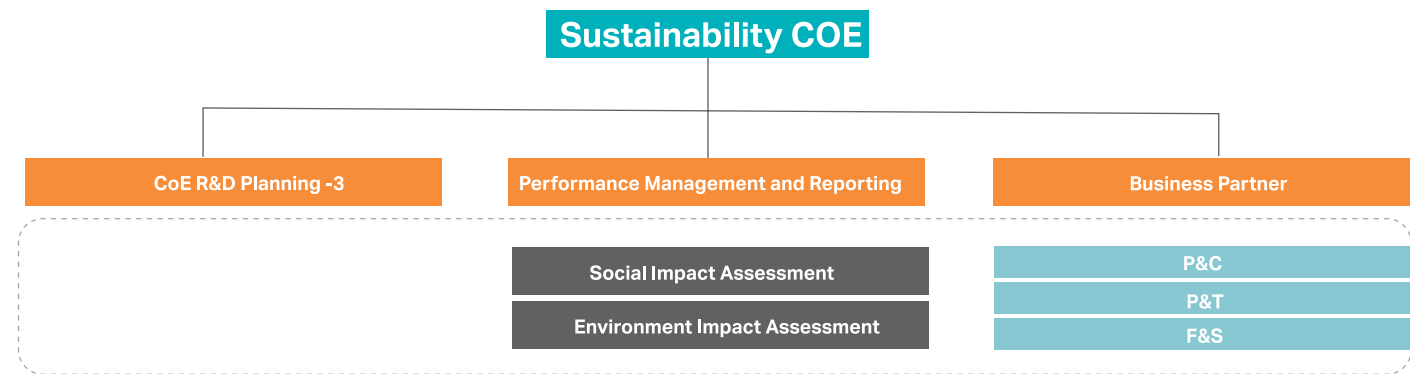 Sustainability COE
CoE R&D Planning -3
Performance Management and Reporting
Business Partner
Social Impact Assessment
Environment Impact Assessment
P&C
P&T
F&S